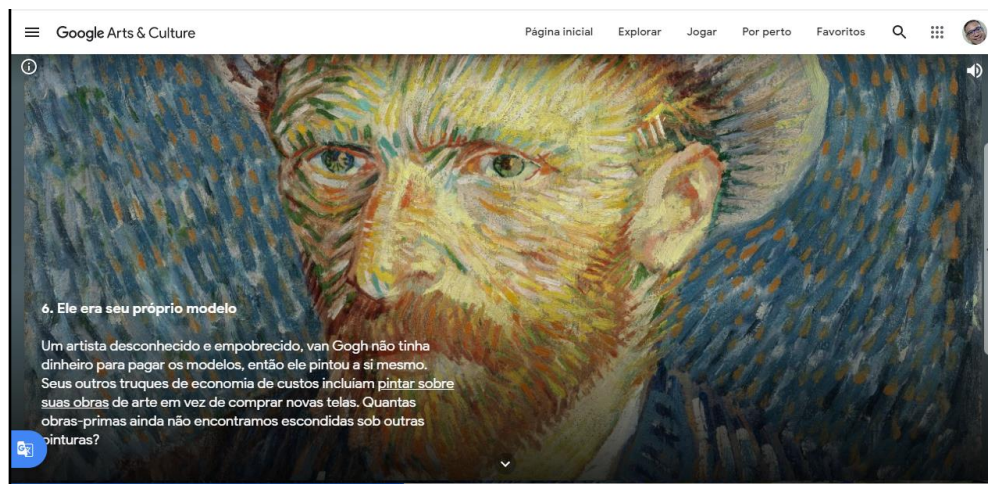 Google Arts & Culture
Página inicial Explorar Jogar Por perto Favoritos
6. Ele era seu próprio modelo
Um artista desconhecido e empobrecido, van Gogh não tinha
dinheiro para pagar os modelos, então ele pintou a si mesmo.
Seus outros truques de economia de custos incluíam pintar sobre
suas obras de arte em vez de comprar novas telas. Quantas
obras-primas ainda não encontramos escondidas sob outras
pinturas?